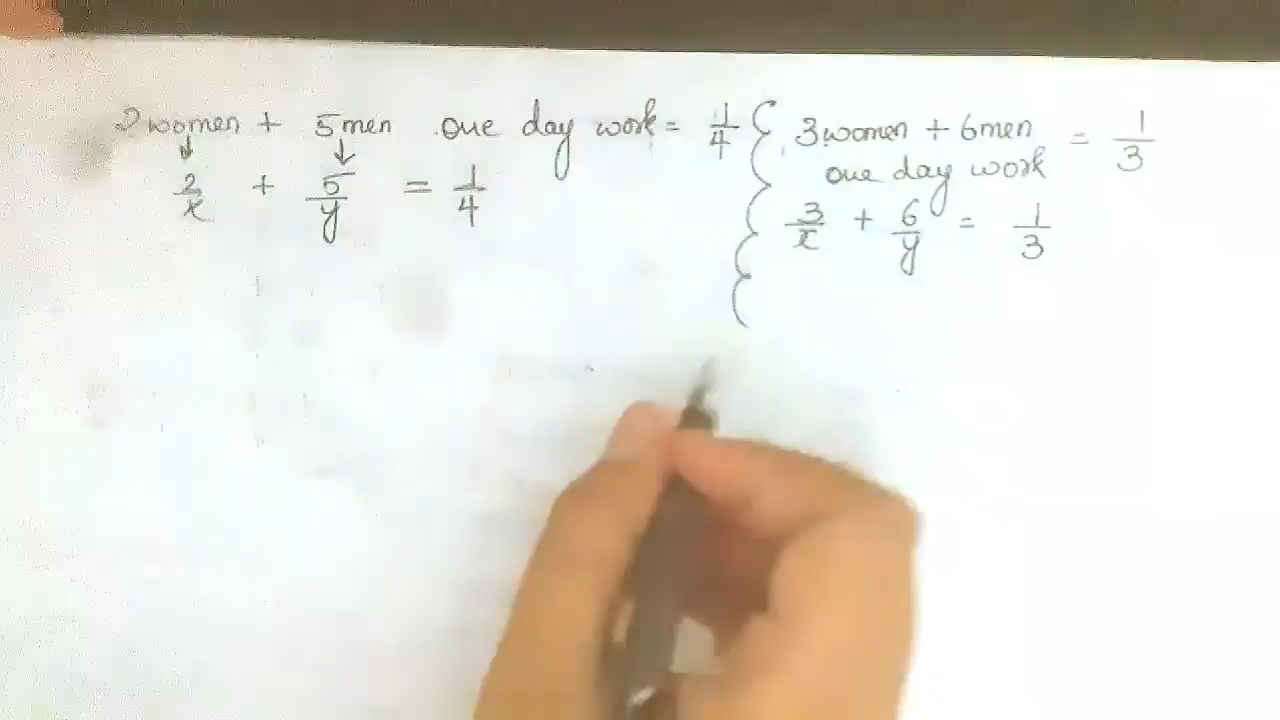 2 women + 5 men one day work = 1/4
2/x + 5/y = 1/4
3 women + 6 men = 1/3
one day work
3/x + 6/y = 1/3